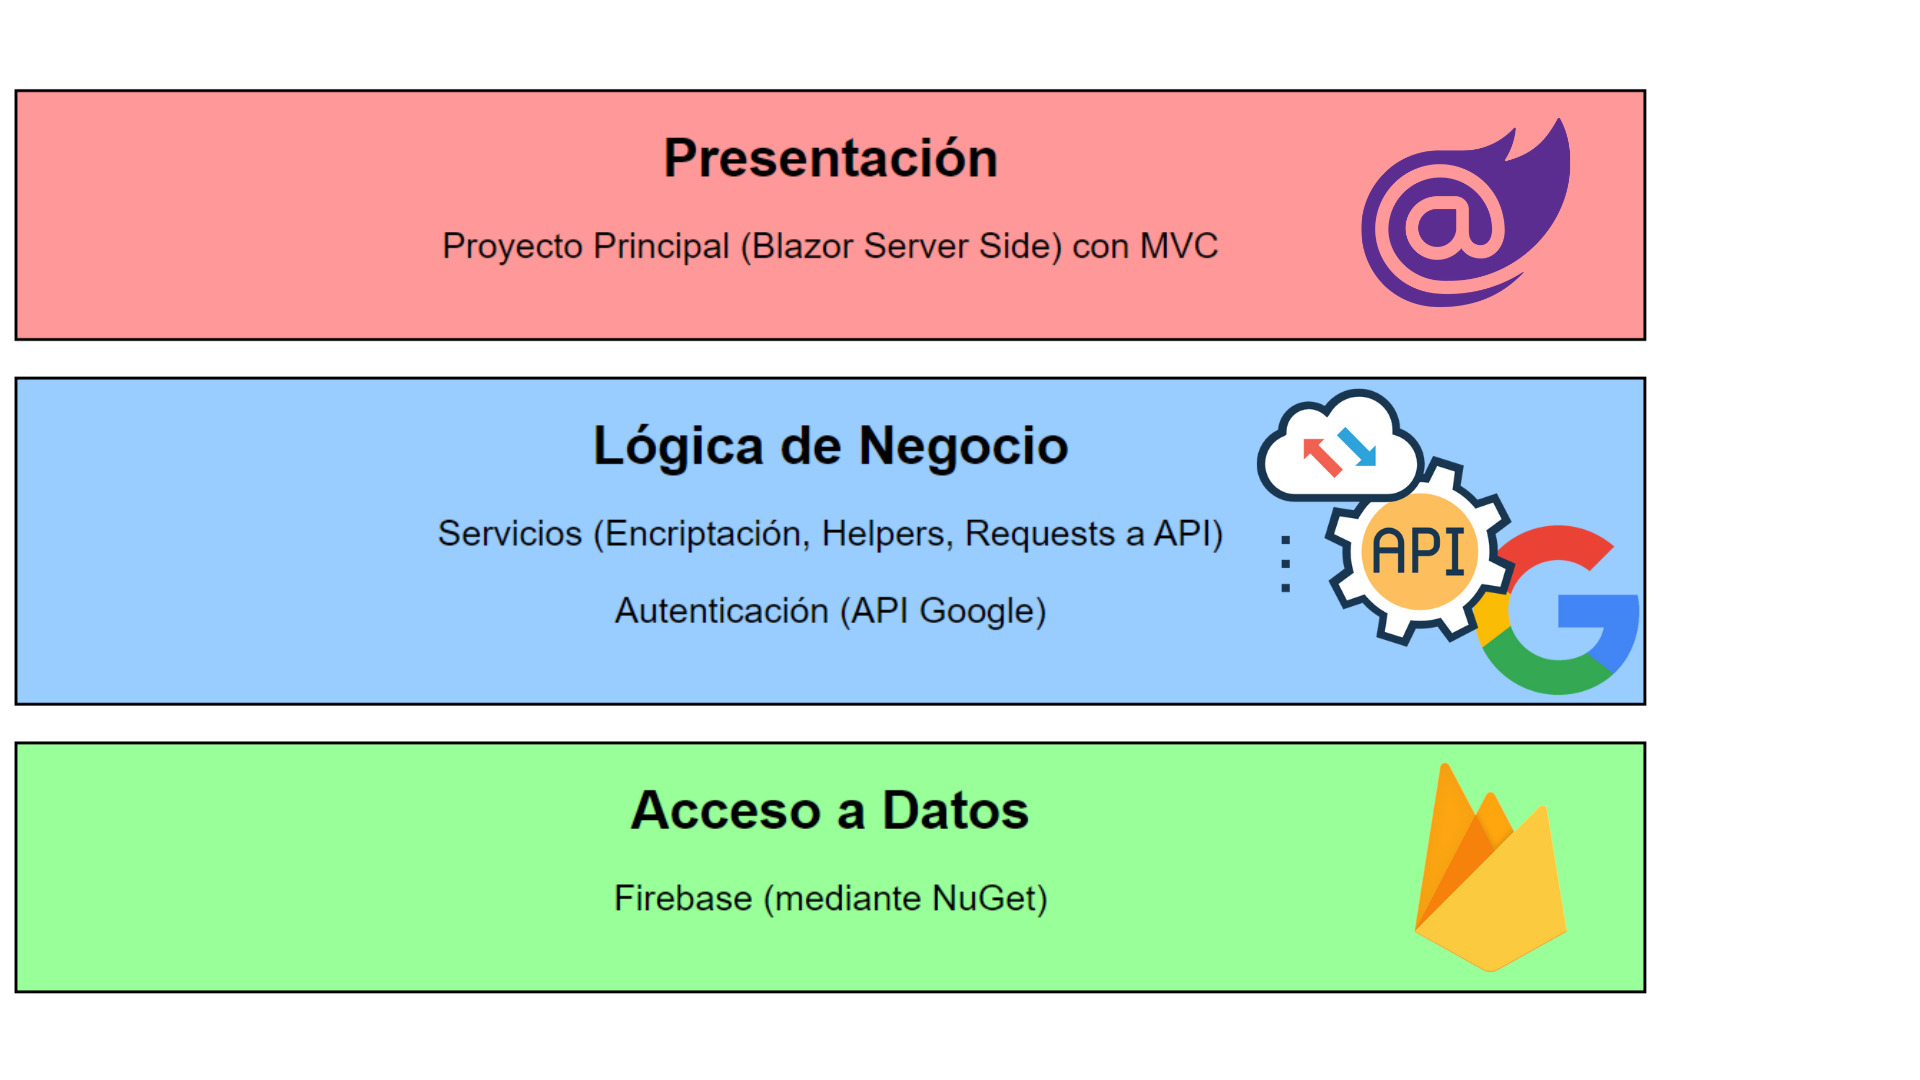 Presentación
Proyecto Principal (Blazor Server Side) con MVC
Lógica de Negocio
Servicios (Encriptación, Helpers, Requests a API)
Autenticación (API Google)
API
Acceso a Datos
Firebase (mediante NuGet)